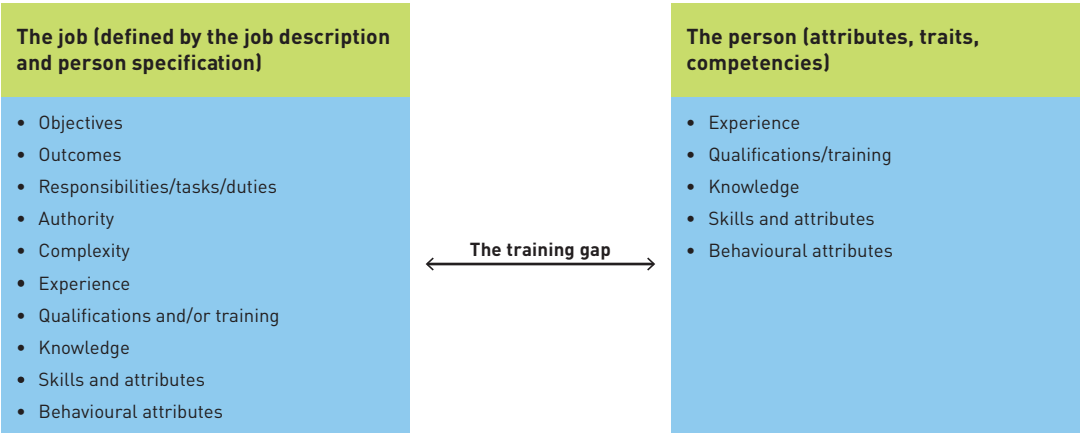 The job (defined by the job description
and person specification)
• Objectives
• Outcomes
• Responsibilities/tasks/duties
• Authority
• Complexity
• Experience
• Qualifications and/or training
• Knowledge
• Skills and attributes
• Behavioural attributes
The training gap
The person (attributes, traits,
competencies)
• Experience
• Qualifications/training
• Knowledge
• Skills and attributes
• Behavioural attributes